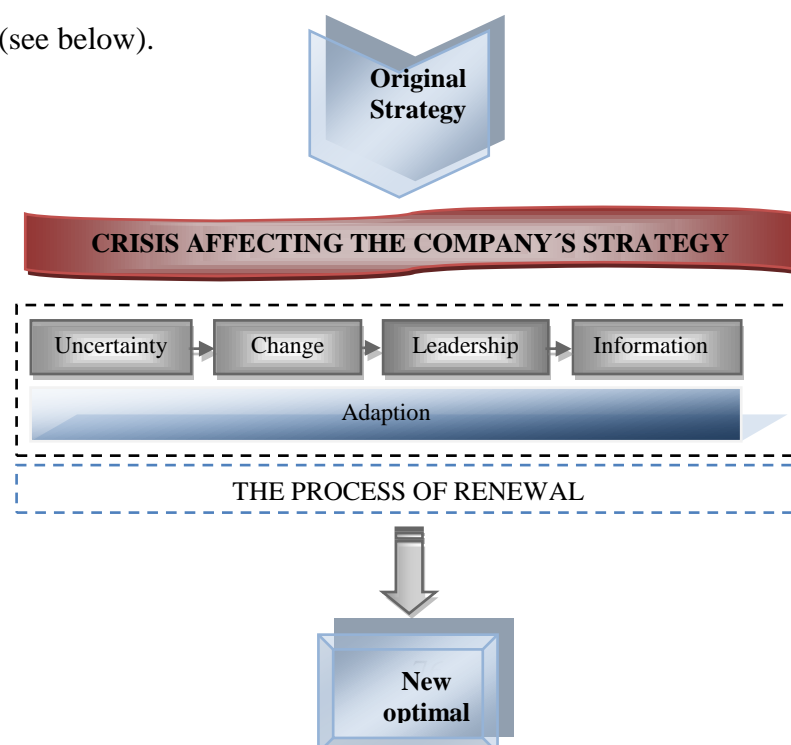 (see below).
Original
Strategy
CRISIS AFFECTING THE COMPANY´S STRATEGY
Uncertainty Change Leadership Information
Adaption
THE PROCESS OF RENEWAL
New
optimal